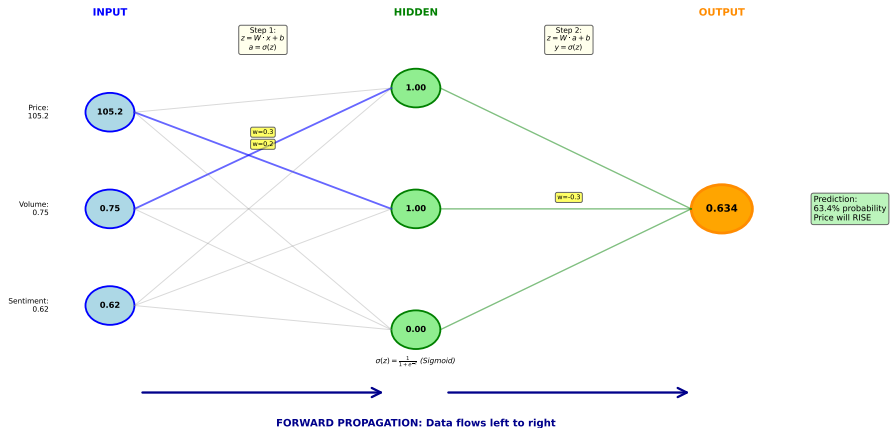 INPUT
HIDDEN
OUTPUT
Step 1:
z = W · x + b
a = σ(z)
Step 2:
z = W · a + b
y = σ(z)
Price:
105.2
105.2
1.00
w=0.3
w=0.2
Volume:
0.75
0.75
1.00
w=-0.3
0.634
Prediction:
63.4% probability
Price will RISE
Sentiment:
0.62
0.62
0.00
σ(z) = 1/(1+e⁻ᶻ) (Sigmoid)
FORWARD PROPAGATION: Data flows left to right